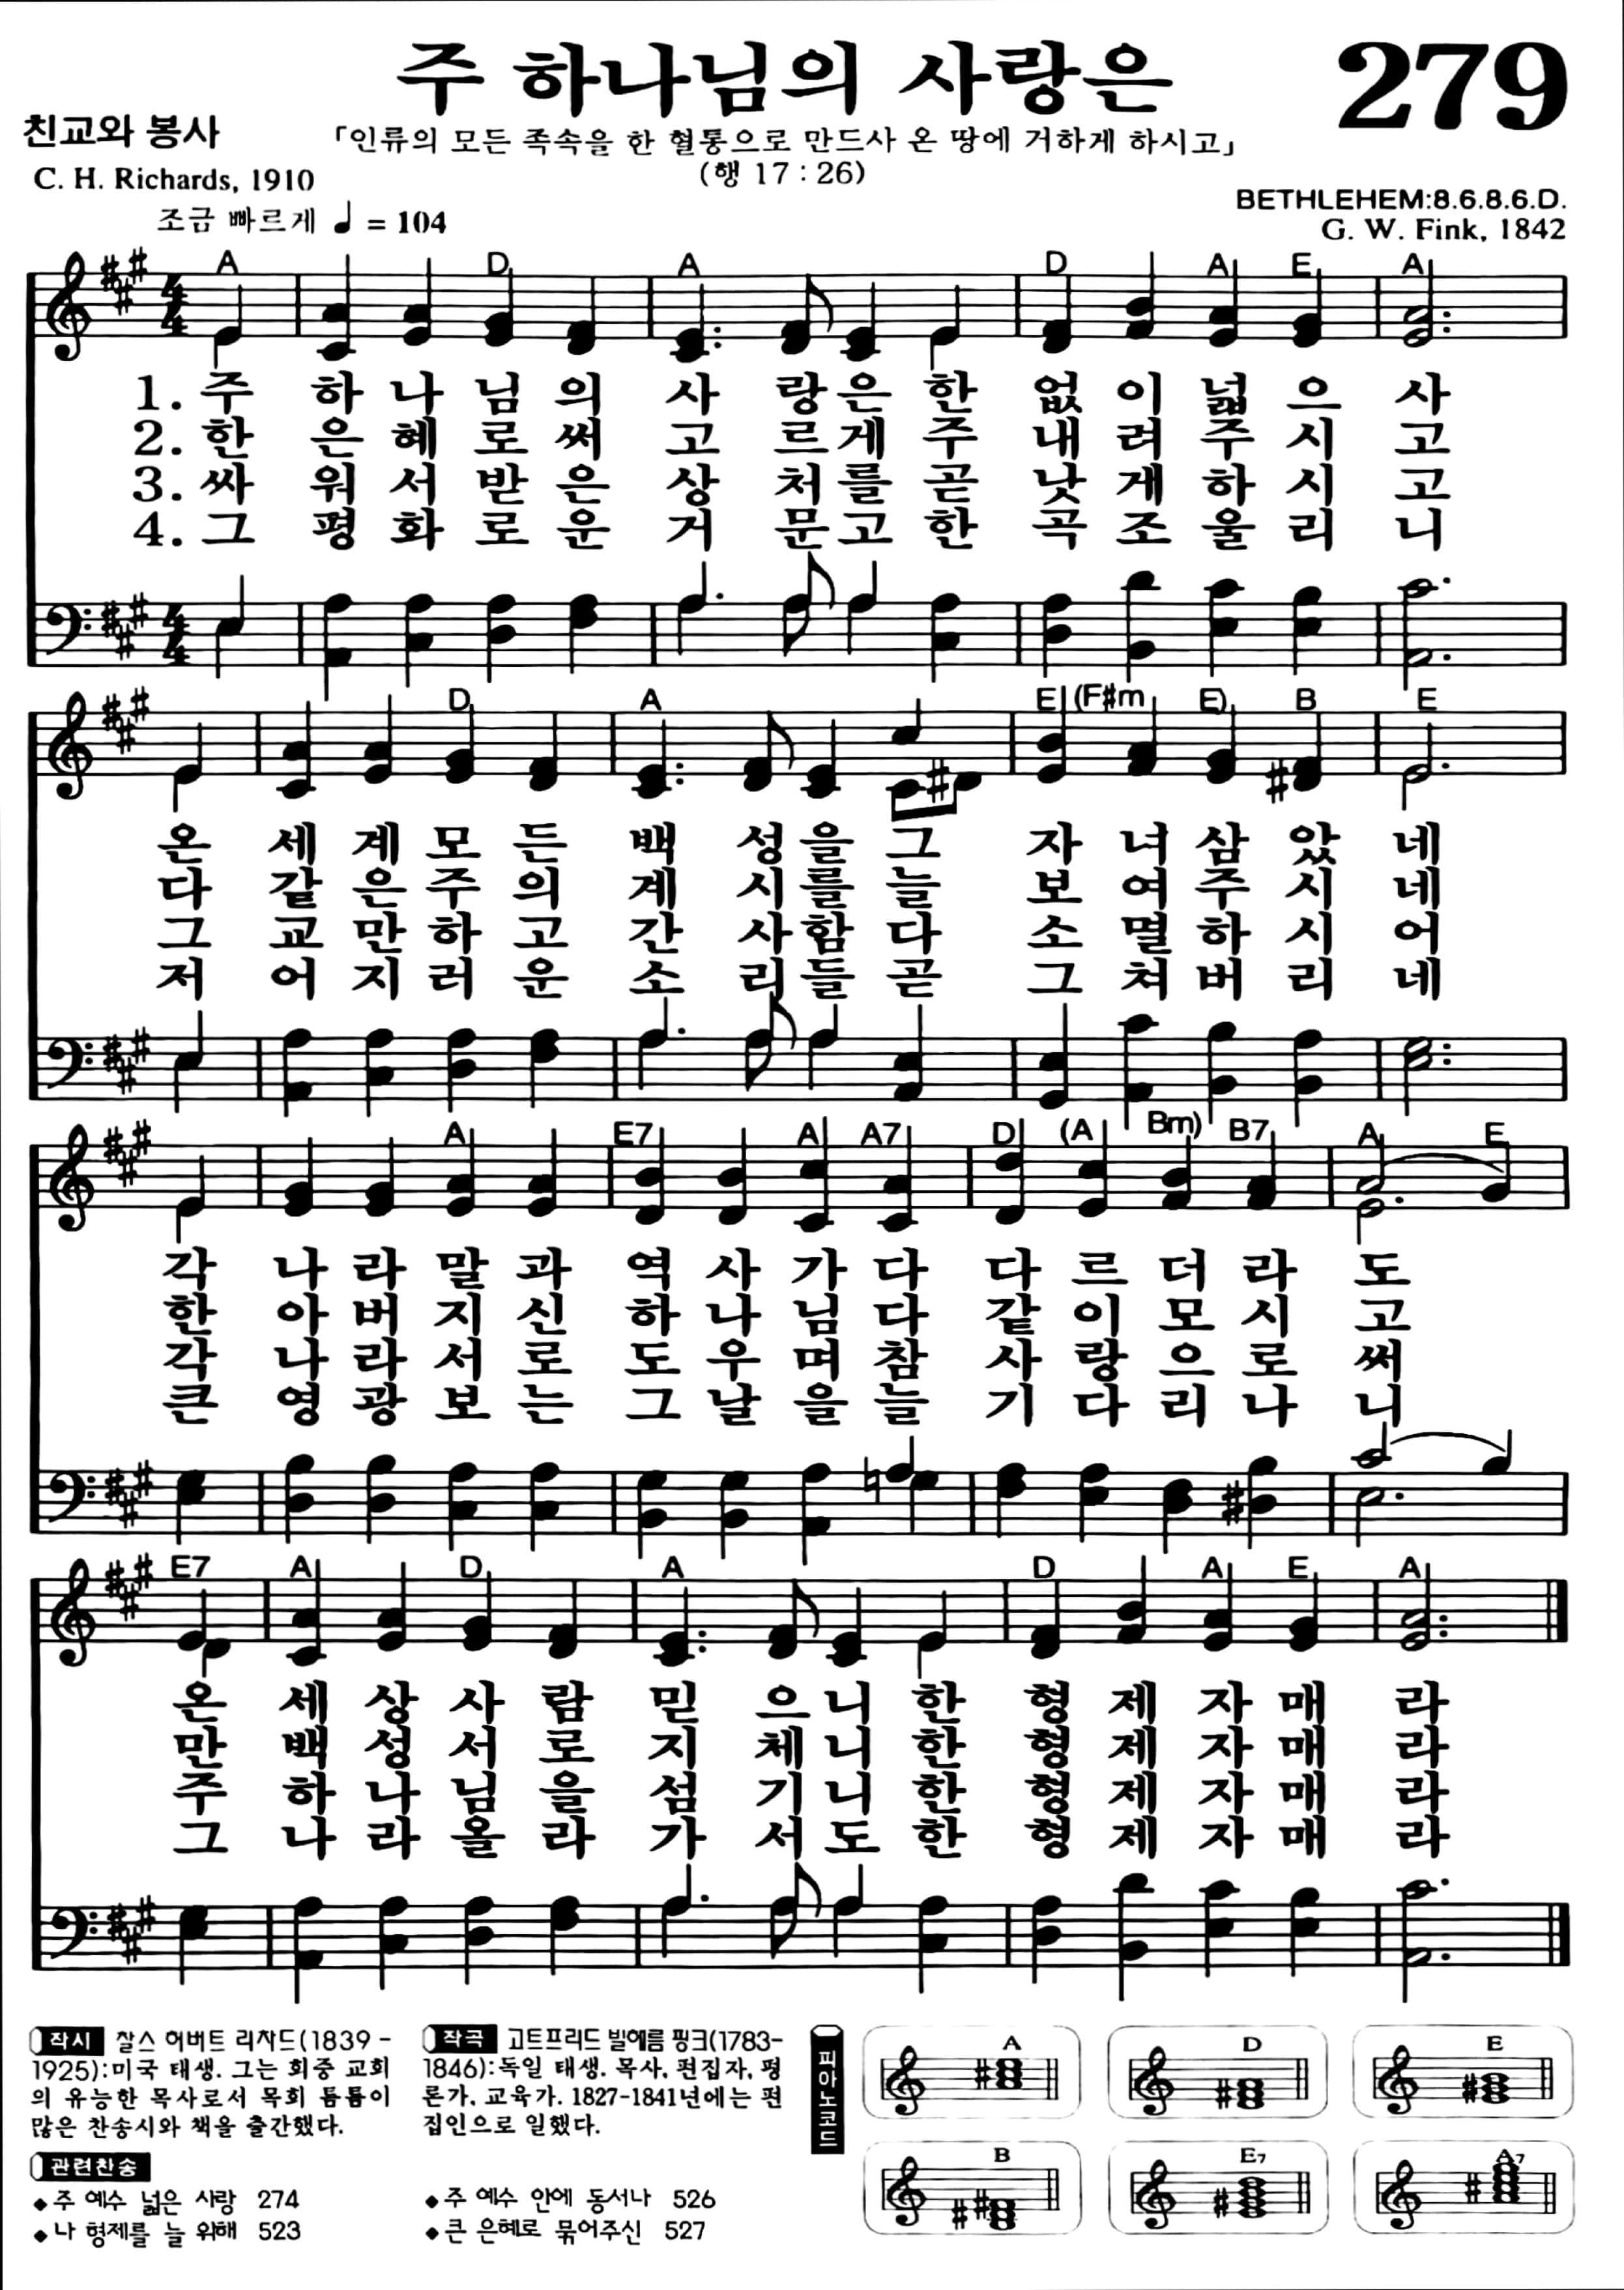 주 하나님의 사랑은
279
친교와 봉사
「인류의 모든 족속을 한 혈통으로 만드사 온 땅에 거하게 하시고」
(행 17 : 26)
C. H. Richards, 1910
BETHLEHEM:8.6.8.6.D.
조금 빠르게 ♩ = 104
G. W. Fink, 1842
A D A D A E A
1. 주 하 나 님 의 사 랑 은 한 없 이 넓 으 사
2. 한 은 혜 로 써 고 르 게 주 내 려 주 시 고
3. 싸 워 서 받 은 상 처 를 곧 낫 게 하 시 고
4. 그 평 화 로 운 거 문 고 한 곡 조 울 리 니
D A E (F#m E) B E
온 세 계 모 든 백 성 을 그 자 녀 삼 았 네
다 같 은 주 의 계 시 를 늘 보 여 주 시 네
그 교 만 하 고 간 사 함 다 소 멸 하 시 어
저 어 지 러 운 소 리 들 곧 그 쳐 버 리 네
A E7 A A7 D (A Bm) B7 A E
각 나 라 말 과 역 사 가 다 다 르 더 라 도
한 아 버 지 신 하 나 님 다 같 이 모 시 고
각 나 라 서 로 도 우 며 참 사 랑 으 로 써
큰 영 광 보 는 그 날 을 늘 기 다 리 나 니
E7 A D A D A E A
온 세 상 사 람 믿 으 니 한 형 제 자 매 라
만 백 성 서 로 지 체 니 한 형 제 자 매 라
주 하 나 님 을 섬 기 니 한 형 제 자 매 라
그 나 라 올 라 가 서 도 한 형 제 자 매 라
작시 찰스 허버트 리차드(1839 -
1925):미국 태생. 그는 회중 교회
의 유능한 목사로서 목회 틈틈이
많은 찬송시와 책을 출간했다.
작곡 고트프리드 빌헤름 핑크(1783-
1846):독일 태생. 목사, 편집자, 평
론가, 교육가. 1827-1841년에는 편
집인으로 일했다.
관련찬송
◆주 예수 넓은 사랑 274
◆나 형제를 늘 위해 523
◆주 예수 안에 동서나 526
◆큰 은혜로 묶어주신 527
피아노코드
A D E
B E7 A7